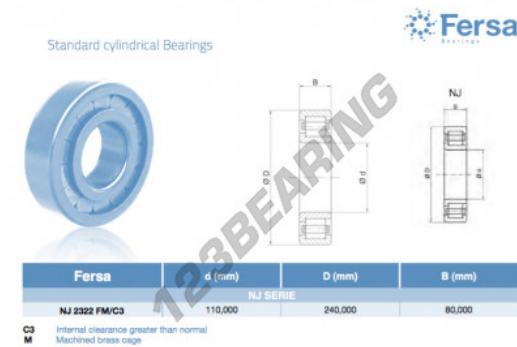 Fersa
Bearings
Standard cylindrical Bearings
B
Ø D
Ø d
NJ
B
Ø D
Ø d
123BEARING
Fersa d (mm) D (mm) B (mm)
NJ SERIE
NJ 2322 FM/C3 110,000 240,000 80,000
C3 Internal clearance greater than normal
M Machined brass cage